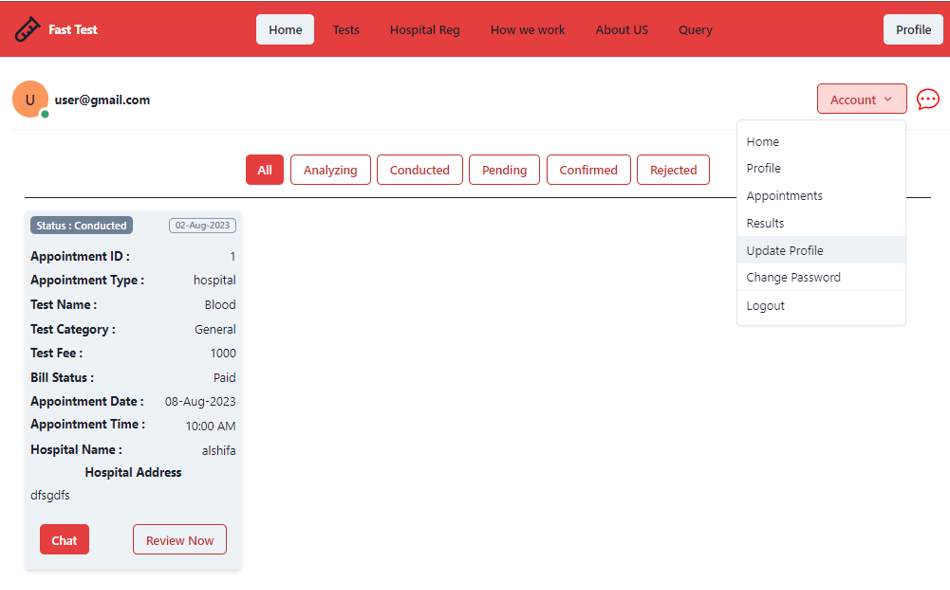 Fast Test Home Tests Hospital Reg How we work About US Query Profile
U user@gmail.com Account
Home
Profile
Appointments
Results
Update Profile
Change Password
Logout
All Analyzing Conducted Pending Confirmed Rejected
Status : Conducted 02-Aug-2023
Appointment ID : 1
Appointment Type : hospital
Test Name : Blood
Test Category : General
Test Fee : 1000
Bill Status : Paid
Appointment Date : 08-Aug-2023
Appointment Time : 10:00 AM
Hospital Name : alshifa
Hospital Address
dfsgdfs
Chat Review Now